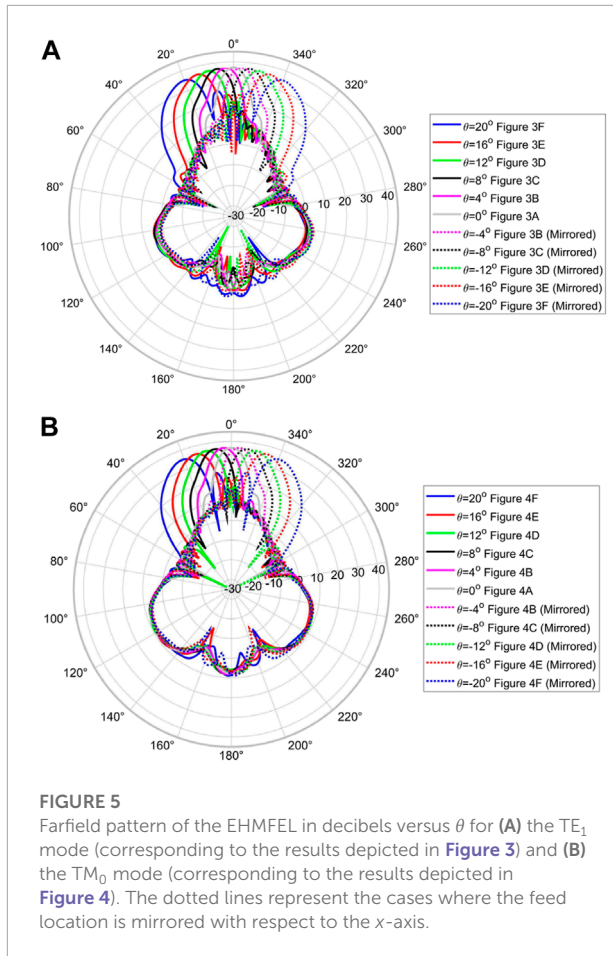 A
0°
20°
340°
40°
320°
60°
300°
80°
280°
100°
260°
120°
240°
140°
220°
160°
200°
180°
-30 -20 -10 0 10 20 30 40
θ=20° Figure 3F
θ=16° Figure 3E
θ=12° Figure 3D
θ=8° Figure 3C
θ=4° Figure 3B
θ=0° Figure 3A
θ=-4° Figure 3B (Mirrored)
θ=-8° Figure 3C (Mirrored)
θ=-12° Figure 3D (Mirrored)
θ=-16° Figure 3E (Mirrored)
θ=-20° Figure 3F (Mirrored)
B
0°
20°
340°
40°
320°
60°
300°
80°
280°
100°
260°
120°
240°
140°
220°
160°
200°
180°
-30 -20 -10 0 10 20 30 40
θ=20° Figure 4F
θ=16° Figure 4E
θ=12° Figure 4D
θ=8° Figure 4C
θ=4° Figure 4B
θ=0° Figure 4A
θ=-4° Figure 4B (Mirrored)
θ=-8° Figure 4C (Mirrored)
θ=-12° Figure 4D (Mirrored)
θ=-16° Figure 4E (Mirrored)
θ=-20° Figure 4F (Mirrored)
FIGURE 5
Farfield pattern of the EHMFEL in decibels versus θ for (A) the TE₁
mode (corresponding to the results depicted in Figure 3) and (B)
the TM₀ mode (corresponding to the results depicted in
Figure 4). The dotted lines represent the cases where the feed
location is mirrored with respect to the x-axis.